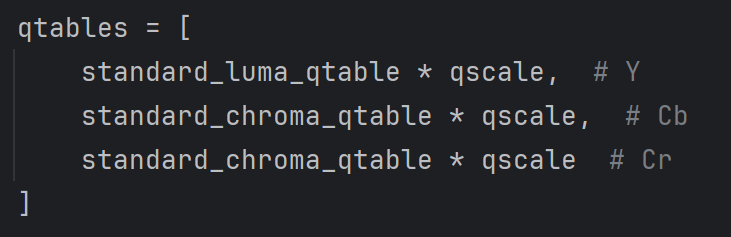 qtables = [
    standard_luma_qtable * qscale,  # Y
    standard_chroma_qtable * qscale,  # Cb
    standard_chroma_qtable * qscale  # Cr
]